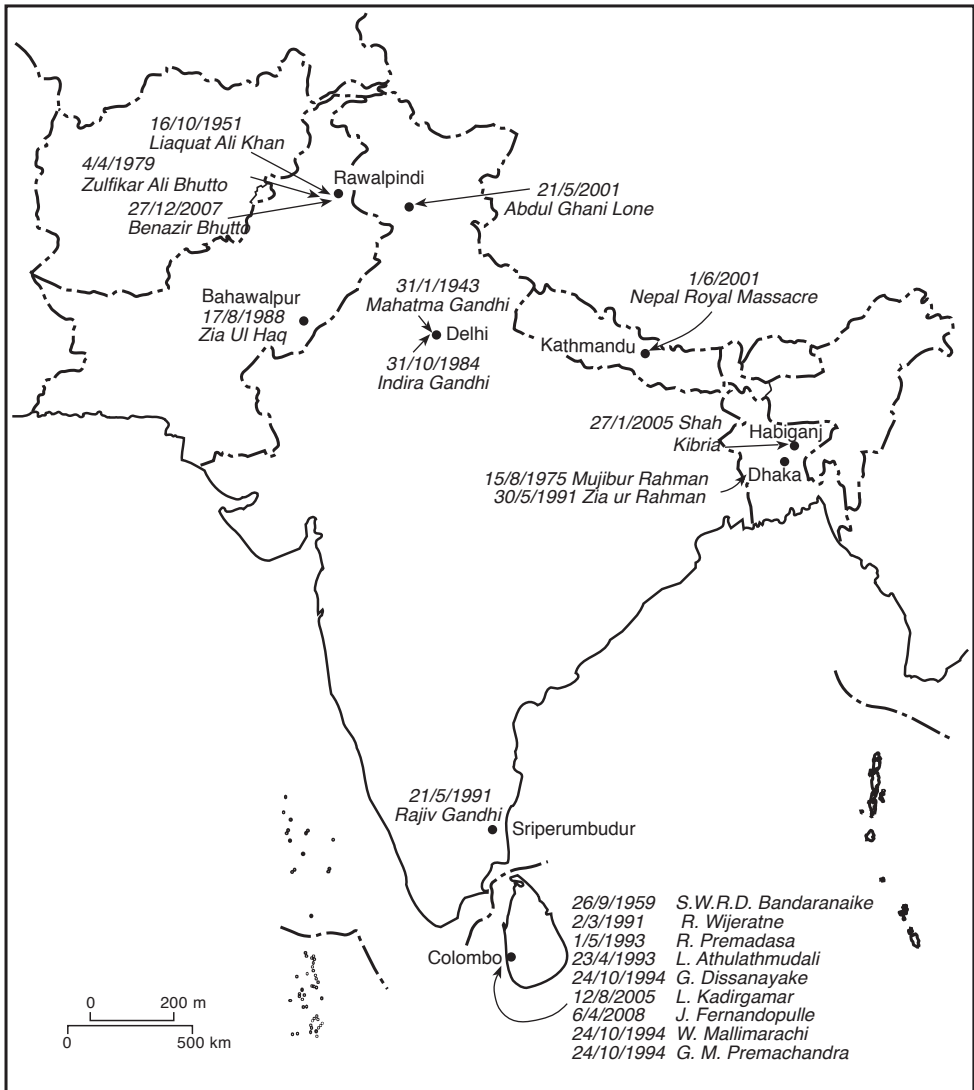 16/10/1951
Liaquat Ali Khan
4/4/1979
Zulfikar Ali Bhutto
Rawalpindi
27/12/2007
Benazir Bhutto
21/5/2001
Abdul Ghani Lone
Bahawalpur
17/8/1988
Zia Ul Haq
31/1/1943
Mahatma Gandhi
Delhi
31/10/1984
Indira Gandhi
1/6/2001
Nepal Royal Massacre
Kathmandu
27/1/2005 Shah
Kibria
Habiganj
Dhaka
15/8/1975 Mujibur Rahman
30/5/1991 Zia ur Rahman
21/5/1991
Rajiv Gandhi
Sriperumbudur
Colombo
26/9/1959 S.W.R.D. Bandaranaike
2/3/1991 R. Wijeratne
1/5/1993 R. Premadasa
23/4/1993 L. Athulathmudali
24/10/1994 G. Dissanayake
12/8/2005 L. Kadirgamar
6/4/2008 J. Fernandopulle
24/10/1994 W. Mallimarachi
24/10/1994 G. M. Premachandra
0 200 m
0 500 km